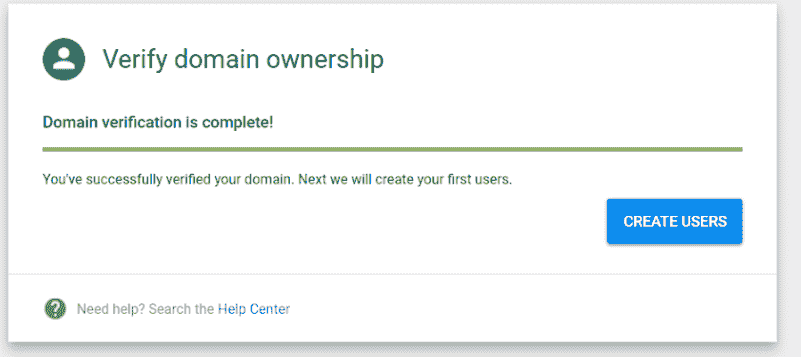 Verify domain ownership
Domain verification is complete!
You've successfully verified your domain. Next we will create your first users.
CREATE USERS
Need help? Search the Help Center